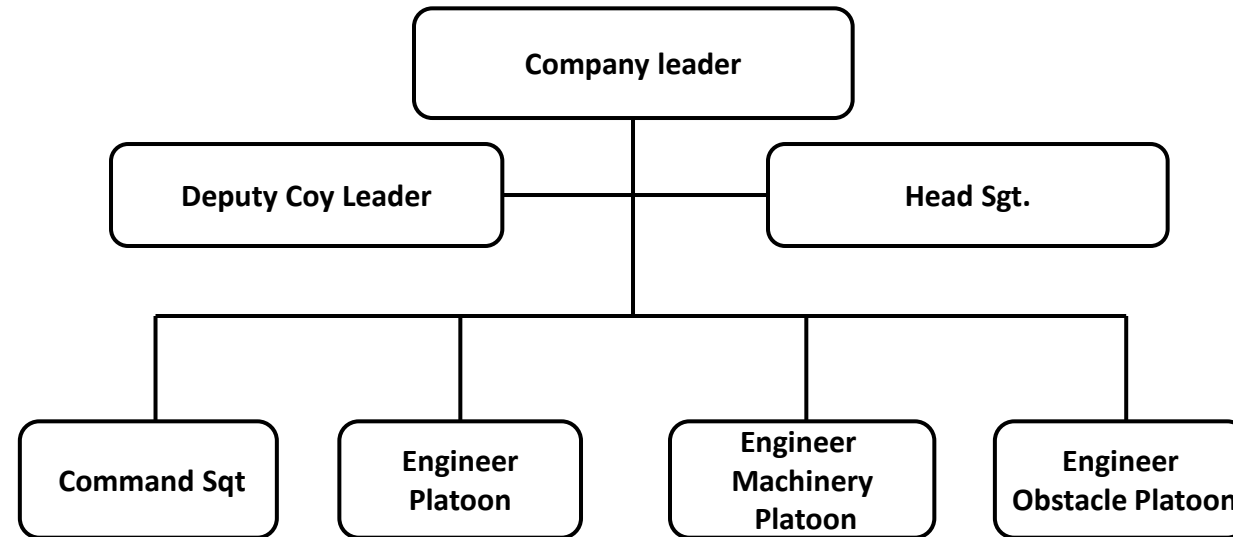 Company leader
Deputy Coy Leader
Head Sgt.
Command Sqt
Engineer
Platoon
Engineer
Machinery
Platoon
Engineer
Obstacle Platoon